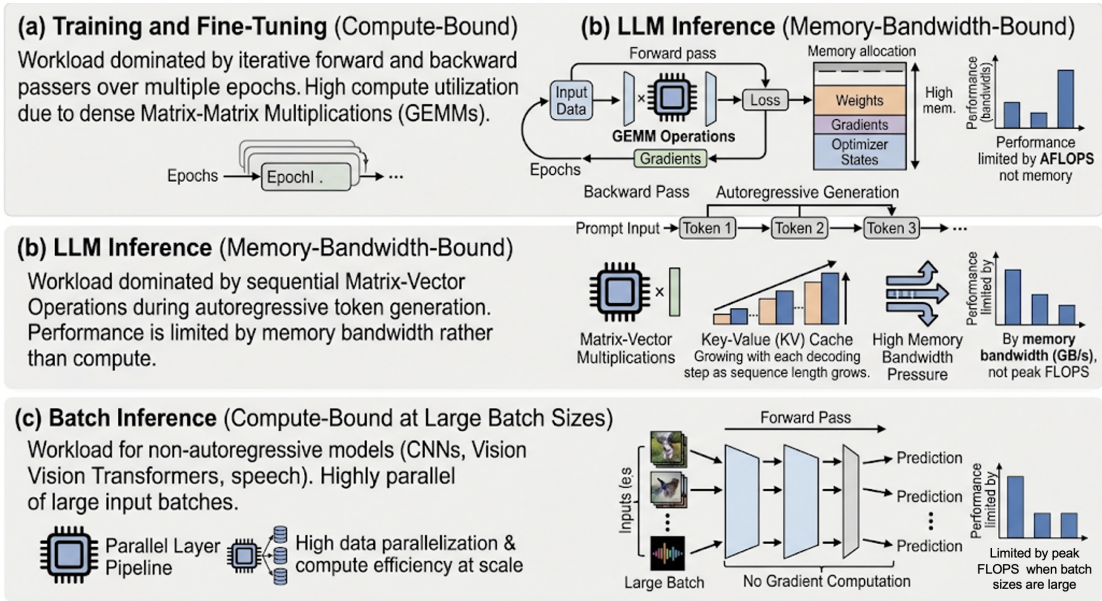 (a) Training and Fine-Tuning (Compute-Bound)
Workload dominated by iterative forward and backward
passers over multiple epochs. High compute utilization
due to dense Matrix-Matrix Multiplications (GEMMs).
Epochs
EpochI .
...
(b) LLM Inference (Memory-Bandwidth-Bound)
Forward pass
Input
Data
×
GEMM Operations
Loss
Gradients
Epochs
Backward Pass
Memory allocation
Weights
Gradients
Optimizer
States
High
mem.
Performance
(bandwdtls)
Performance
limited by AFLOPS
not memory
Autoregressive Generation
Prompt Input
Token 1
Token 2
Token 3
...
(b) LLM Inference (Memory-Bandwidth-Bound)
Workload dominated by sequential Matrix-Vector
Operations during autoregressive token generation.
Performance is limited by memory bandwidth rather
than compute.
×
Matrix-Vector
Multiplications
Key-Value (KV) Cache
Growing with each decoding
step as sequence length grows.
High Memory
Bandwidth
Pressure
Performance
limited by
By memory
bandwidth (GB/s),
not peak FLOPS
(c) Batch Inference (Compute-Bound at Large Batch Sizes)
Workload for non-autoregressive models (CNNs, Vision
Vision Transformers, speech). Highly parallel
of large input batches.
Parallel Layer
Pipeline
High data parallelization &
compute efficiency at scale
Forward Pass
Inputs (e,s
Large Batch
Prediction
Prediction
Prediction
No Gradient Computation
Performance
limited by
Limited by peak
FLOPS when batch
sizes are large